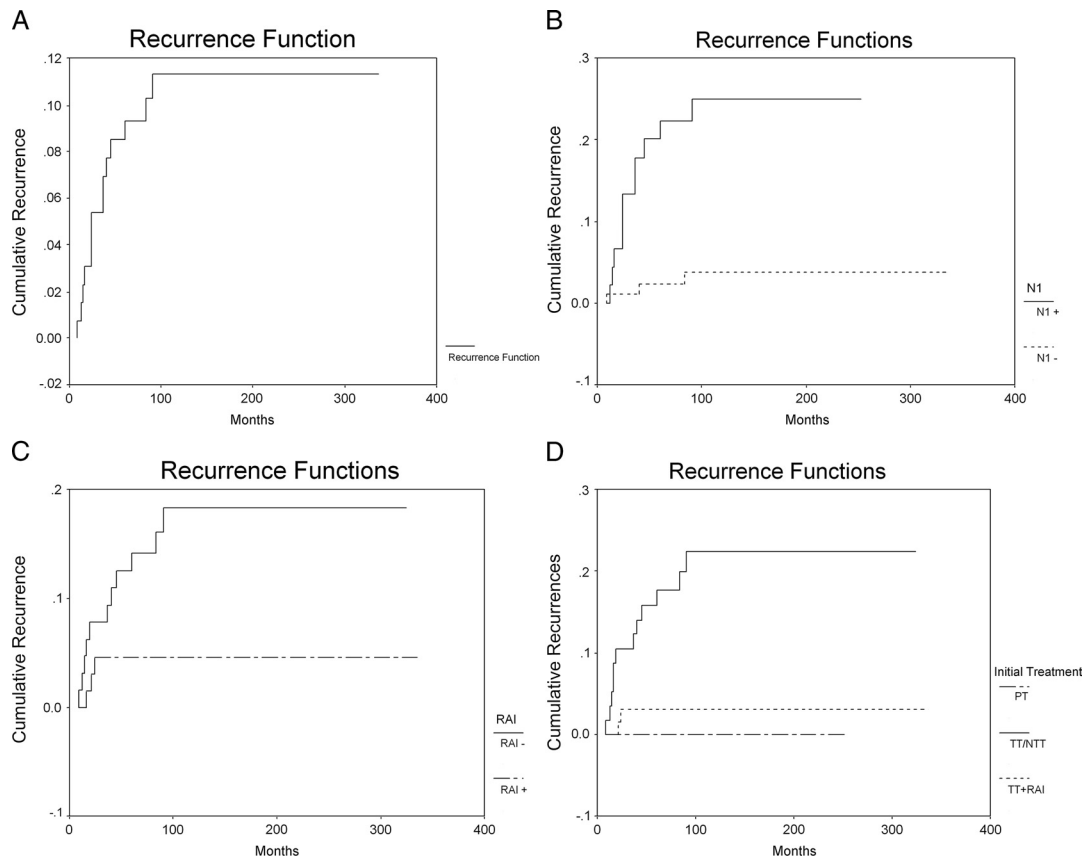 A
Recurrence Function
.12
.10
.08
.06
.04
.02
0.00
-.02
Cumulative Recurrence
0
100
200
300
400
Months
Recurrence Function
B
Recurrence Functions
.3
.2
.1
0.0
-.1
Cumulative Recurrence
0
100
200
300
400
Months
N1
N1 +
N1 -
C
Recurrence Functions
.2
.1
0.0
-.1
Cumulative Recurrence
0
100
200
300
400
Months
RAI
RAI -
RAI +
D
Recurrence Functions
.3
.2
.1
0.0
-.1
Cumulative Recurrences
0
100
200
300
400
Months
Initial Treatment
PT
TT/NTT
TT+RAI